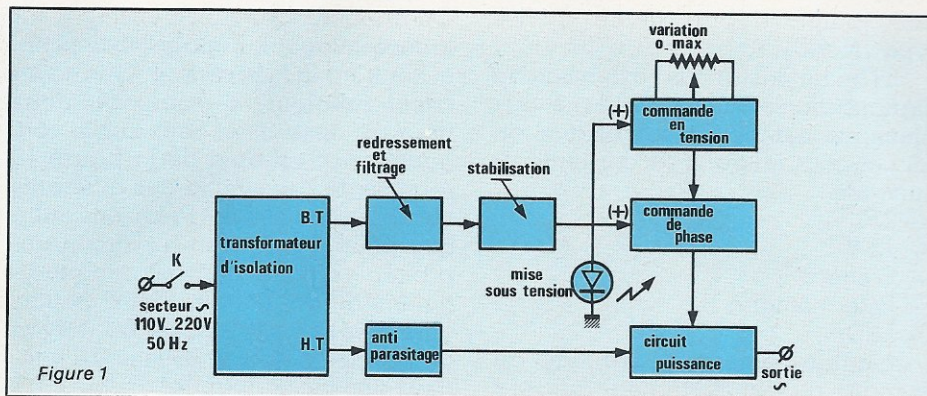 variation
o_max
(+)
commande
en
tension
redressement
et
filtrage
stabilisation
B.T
(+)
commande
de
phase
transformateur
d'isolation
K
mise
sous tension
secteur ~
110V_220V
50 Hz
H.T
anti
parasitage
circuit
puissance
sortie
~
Figure 1